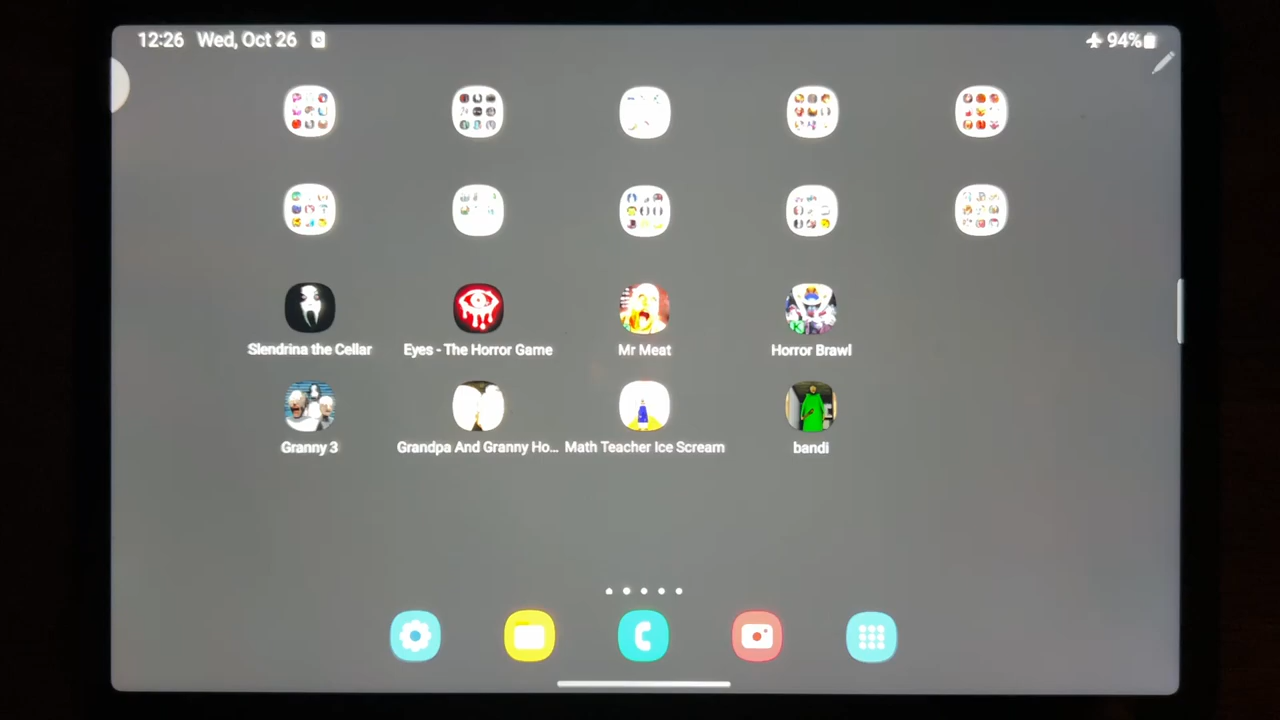 12:26 Wed, Oct 26
94%
Slendrina the Cellar
Eyes - The Horror Game
Mr Meat
Horror Brawl
Granny 3
Grandpa And Granny Ho...
Math Teacher Ice Scream
bandi